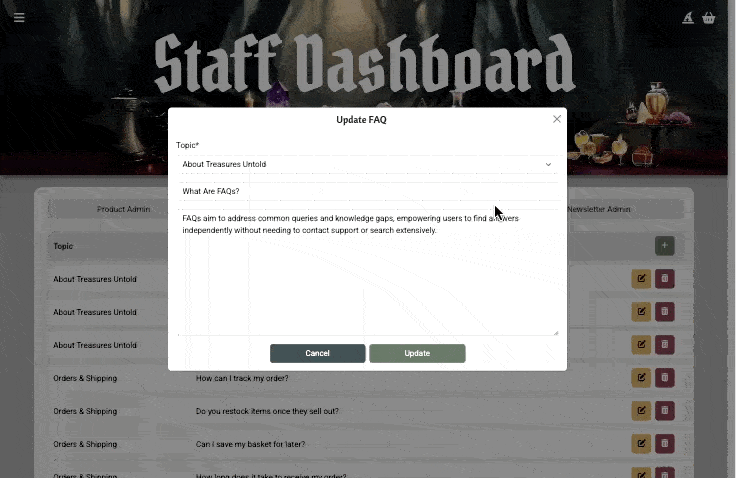 Staff Dashboard
Update FAQ
Topic*
About Treasures Untold
What Are FAQs?
FAQs aim to address common queries and knowledge gaps, empowering users to find answers
independently without needing to contact support or search extensively.
Cancel
Update
Product Admin
Newsletter Admin
Topic
About Treasures Untold
About Treasures Untold
About Treasures Untold
Orders & Shipping
How can I track my order?
Orders & Shipping
Do you restock items once they sell out?
Orders & Shipping
Can I save my basket for later?
Orders & Shipping
How long does it take to receive my order?